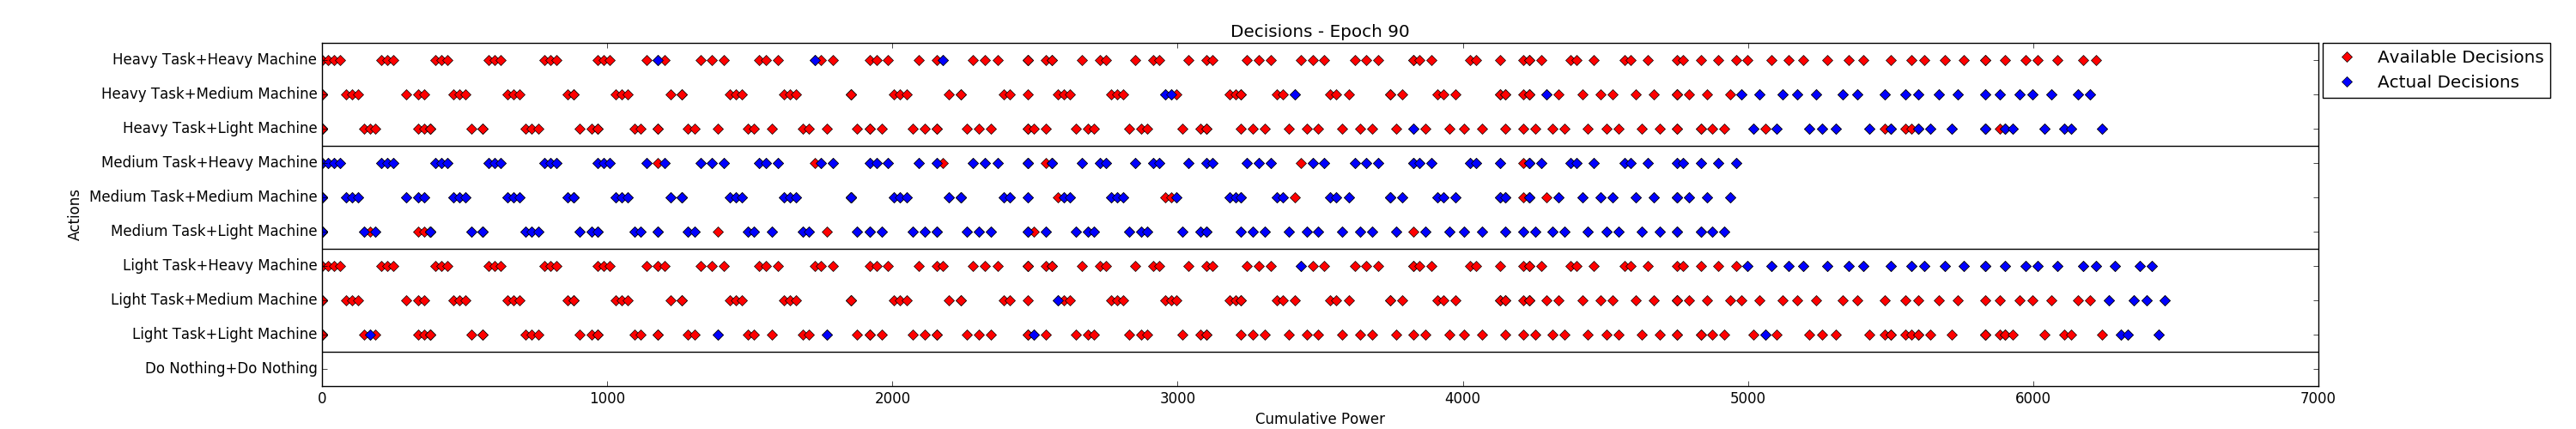 Decisions - Epoch 90
Heavy Task+Heavy Machine
Heavy Task+Medium Machine
Heavy Task+Light Machine
Medium Task+Heavy Machine
Medium Task+Medium Machine
Medium Task+Light Machine
Light Task+Heavy Machine
Light Task+Medium Machine
Light Task+Light Machine
Do Nothing+Do Nothing
Actions
0 1000 2000 3000 4000 5000 6000 7000
Cumulative Power
Available Decisions
Actual Decisions